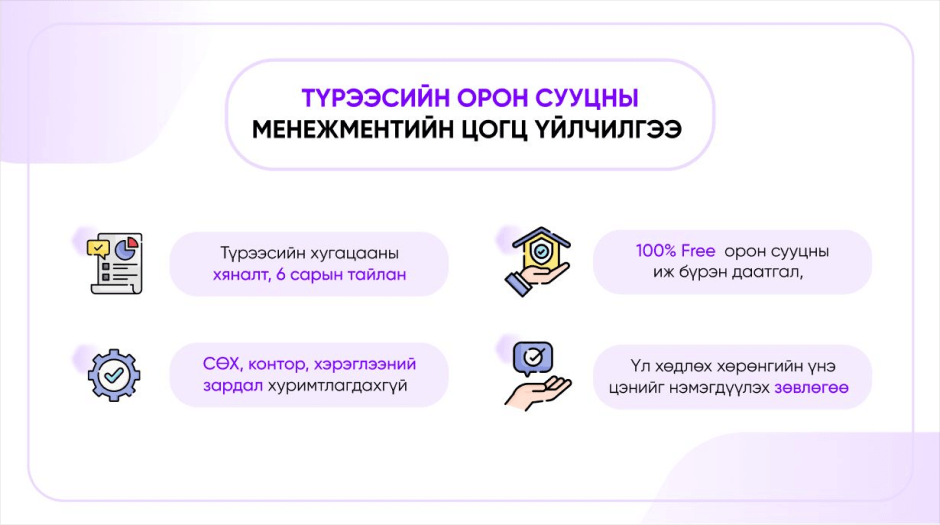 ТҮРЭЭСИЙН ОРОН СУУЦНЫ
МЕНЕЖМЕНТИЙН ЦОГЦ ҮЙЛЧИЛГЭЭ
Түрээсийн хугацааны
хяналт, 6 сарын тайлан
100% Free орон сууцны
иж бүрэн даатгал,
СӨХ, контор, хэрэглээний
зардал хуримтлагдахгүй
Үл хөдлөх хөрөнгийн үнэ
цэнийг нэмэгдүүлэх зөвлөгөө